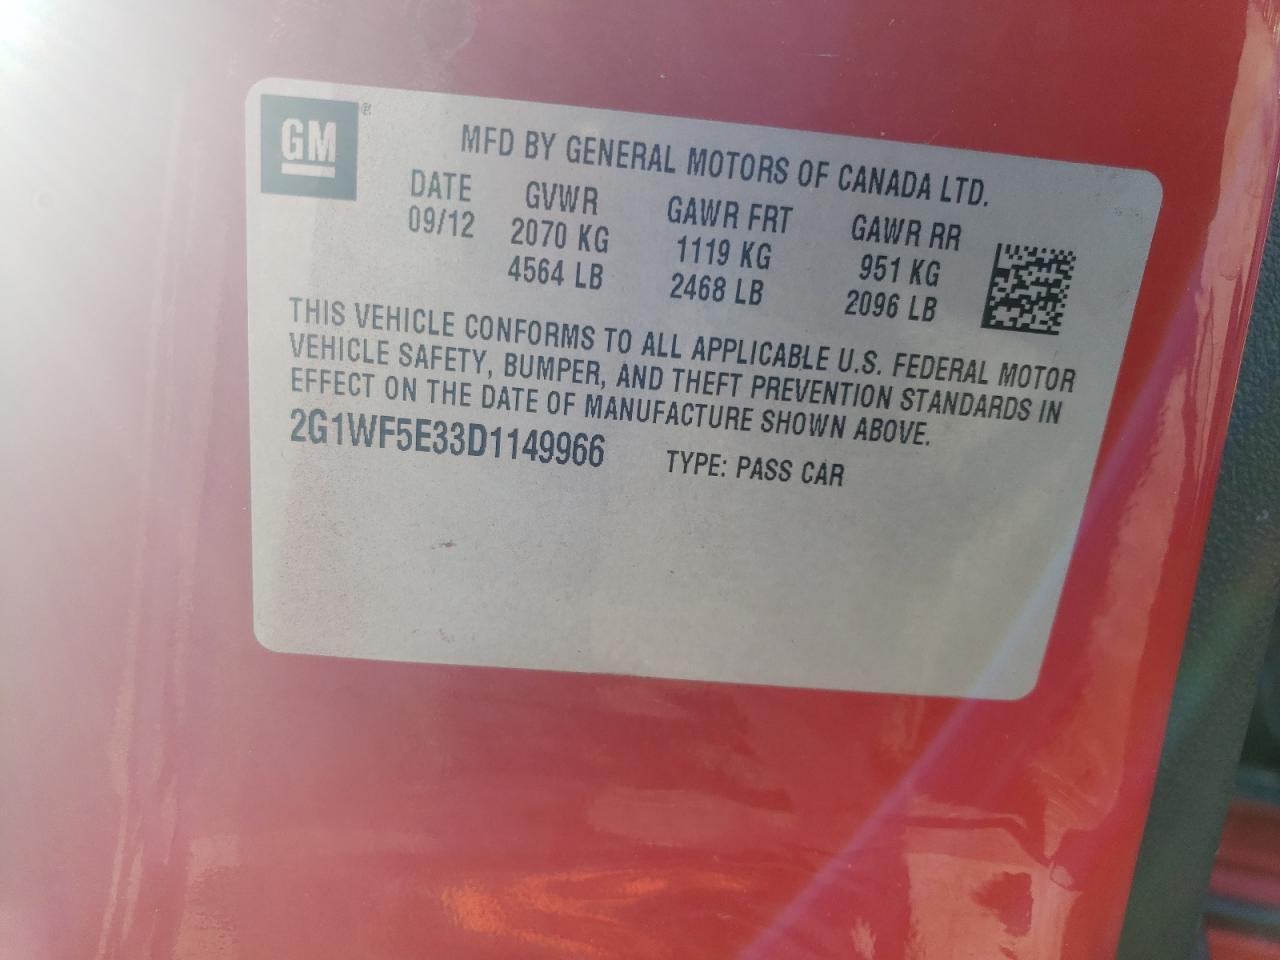 GM ®
MFD BY GENERAL MOTORS OF CANADA LTD.
DATE GVWR GAWR FRT GAWR RR
09/12 2070 KG 1119 KG 951 KG
4564 LB 2468 LB 2096 LB
THIS VEHICLE CONFORMS TO ALL APPLICABLE U.S. FEDERAL MOTOR
VEHICLE SAFETY, BUMPER, AND THEFT PREVENTION STANDARDS IN
EFFECT ON THE DATE OF MANUFACTURE SHOWN ABOVE.
2G1WF5E33D1149966 TYPE: PASS CAR